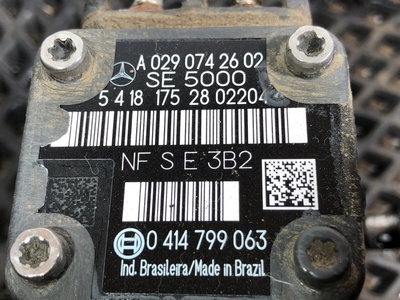 A 029 074 26 02
SE 5000
5 4 18 175 28 02204
NF S E 3B2
0 414 799 063
Ind. Brasileira/Made in Brazil